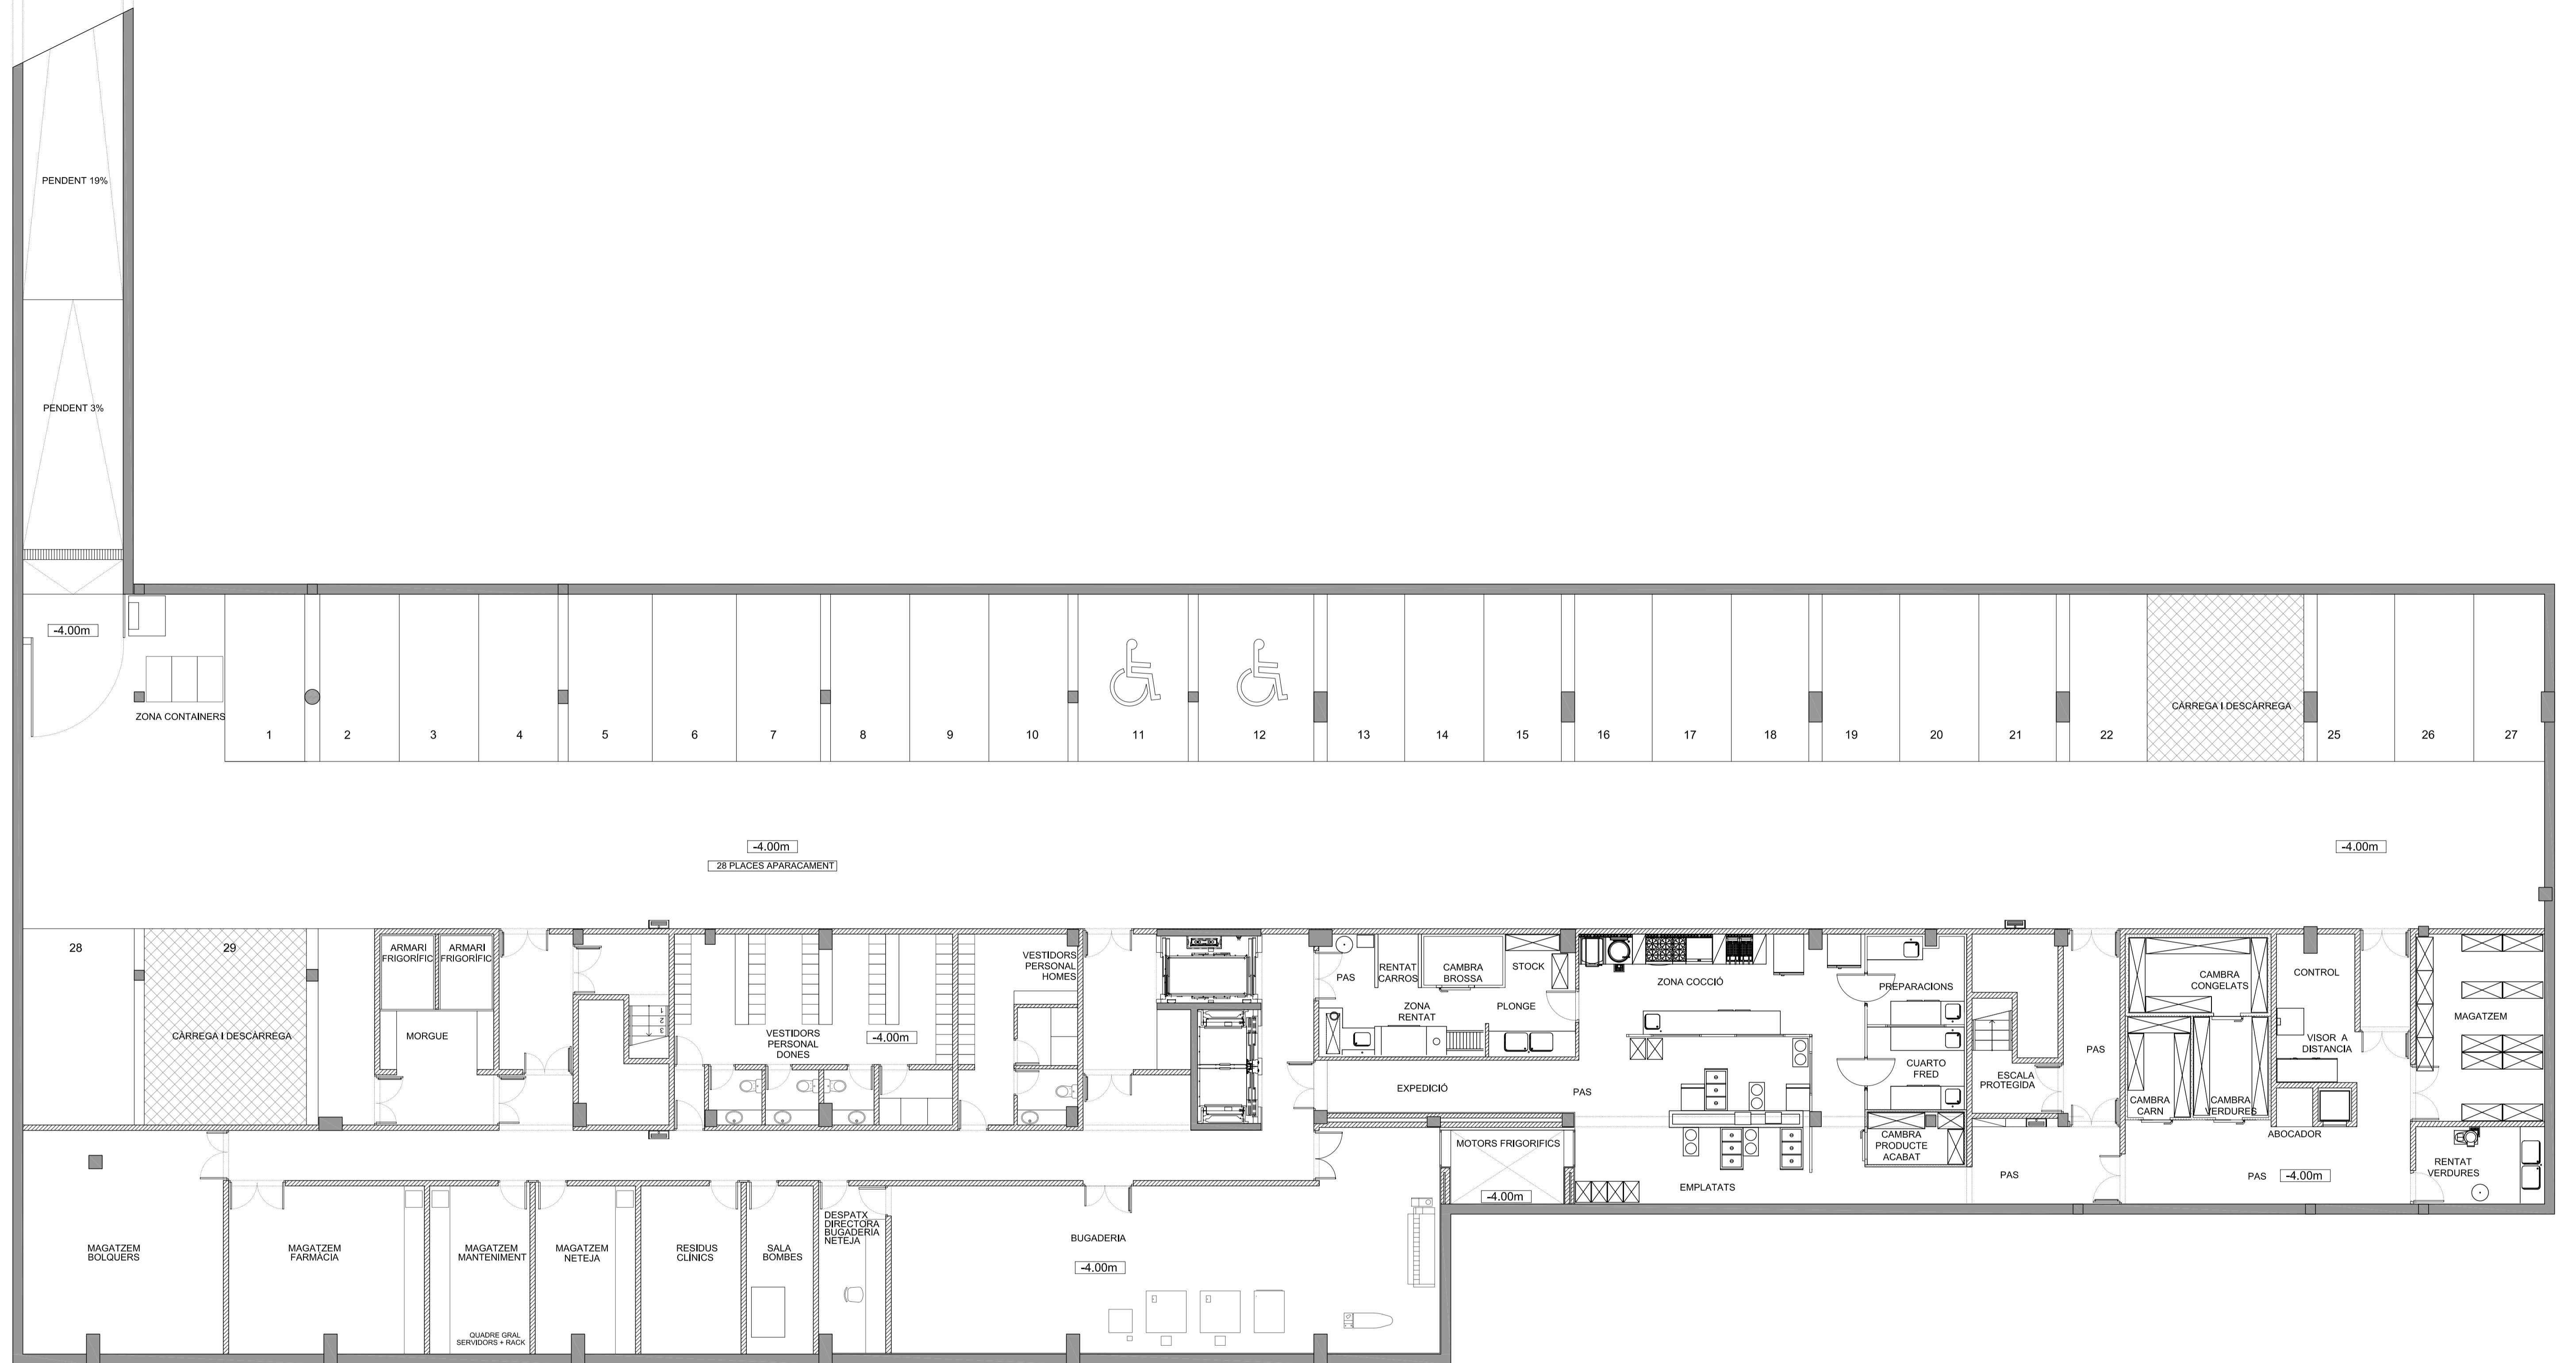 PENDENT 19%
PENDENT 3%
-4.00m
ZONA CONTAINERS
1
2
3
4
5
6
7
8
9
10
11
12
13
14
15
16
17
18
19
20
21
22
CÀRREGA I DESCÀRREGA
25
26
27
-4.00m
28 PLACES APARACAMENT
-4.00m
28
29
CÀRREGA I DESCÀRREGA
ARMARI
FRIGORÍFIC
ARMARI
FRIGORÍFIC
MORGUE
1
2
3
VESTIDORS
PERSONAL
DONES
-4.00m
VESTIDORS
PERSONAL
HOMES
PAS
RENTAT
CARROS
CAMBRA
BROSSA
STOCK
ZONA
RENTAT
PLONGE
ZONA COCCIÓ
PREPARACIONS
CUARTO
FRED
EXPEDICIÓ
PAS
CAMBRA
PRODUCTE
ACABAT
EMPLATATS
MOTORS FRIGORIFICS
-4.00m
ESCALA
PROTEGIDA
PAS
PAS
CAMBRA
CONGELATS
CAMBRA
CARN
CAMBRA
VERDURES
CONTROL
VISOR A
DISTANCIA
MAGATZEM
ABOCADOR
PAS
-4.00m
RENTAT
VERDURES
MAGATZEM
BOLQUERS
MAGATZEM
FARMÀCIA
MAGATZEM
MANTENIMENT
QUADRE GRAL
SERVIDORS + RACK
MAGATZEM
NETEJA
RESIDUS
CLÍNICS
SALA
BOMBES
DESPATX
DIRECTORA
BUGADERIA
NETEJA
BUGADERIA
-4.00m